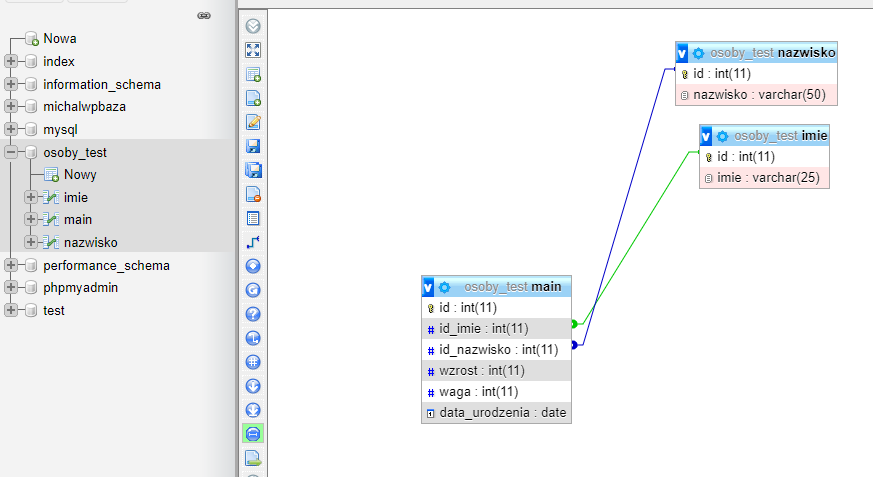 Nowa
index
information_schema
michalwpbaza
mysql
osoby_test
Nowy
imie
main
nazwisko
performance_schema
phpmyadmin
test
v osoby_test nazwisko
id : int(11)
nazwisko : varchar(50)
v osoby_test imie
id : int(11)
imie : varchar(25)
v osoby_test main
id : int(11)
# id_imie : int(11)
# id_nazwisko : int(11)
# wzrost : int(11)
# waga : int(11)
data_urodzenia : date